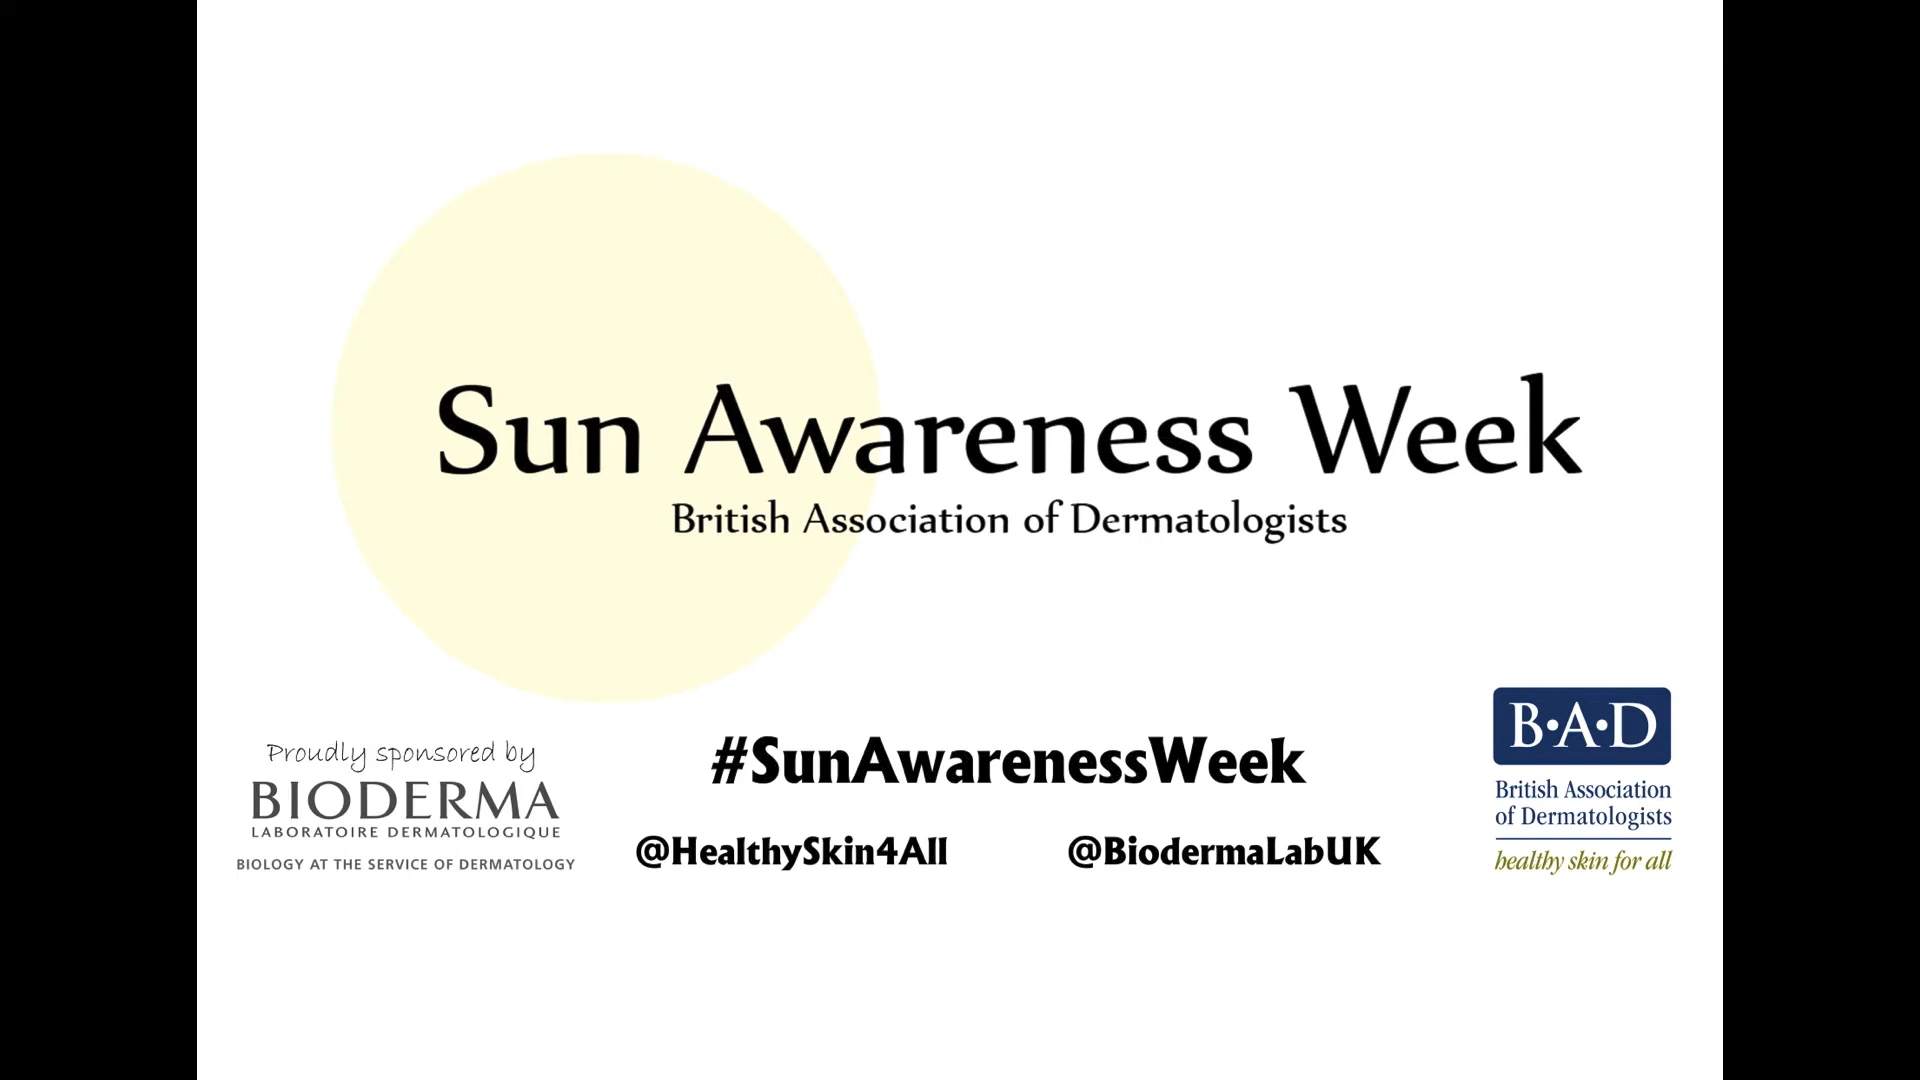 Sun Awareness Week
British Association of Dermatologists
Proudly sponsored by
BIODERMA
LABORATOIRE DERMATOLOGIQUE
BIOLOGY AT THE SERVICE OF DERMATOLOGY
#SunAwarenessWeek
@HealthySkin4All
@BiodermaLabUK
B·A·D
British Association
of Dermatologists
healthy skin for all